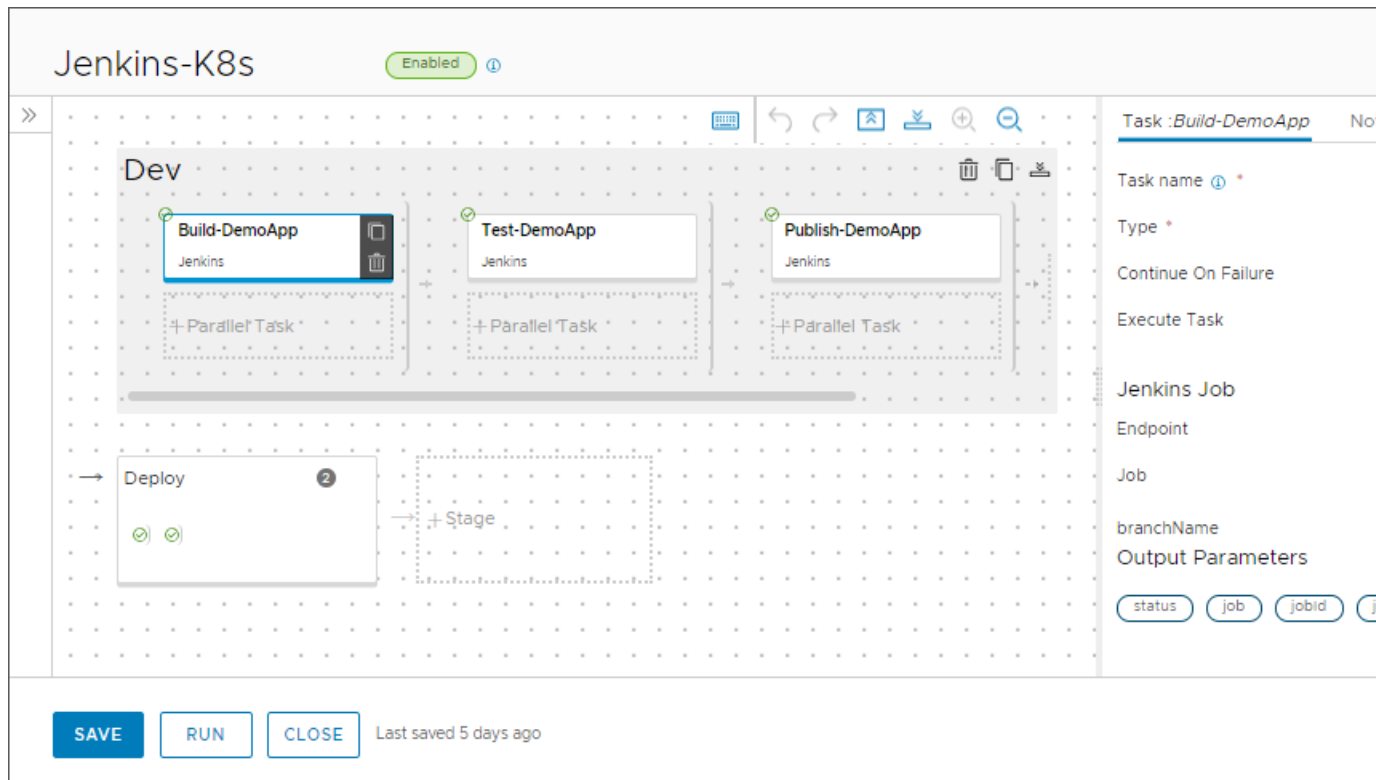 Jenkins-K8s
Enabled
Dev
Build-DemoApp
Jenkins
+ Parallel Task
Test-DemoApp
Jenkins
+ Parallel Task
Publish-DemoApp
Jenkins
+ Parallel Task
Deploy
2
+ Stage
Task :Build-DemoApp
Task name *
Type *
Continue On Failure
Execute Task
Jenkins Job
Endpoint
Job
branchName
Output Parameters
status
job
jobId
SAVE
RUN
CLOSE
Last saved 5 days ago